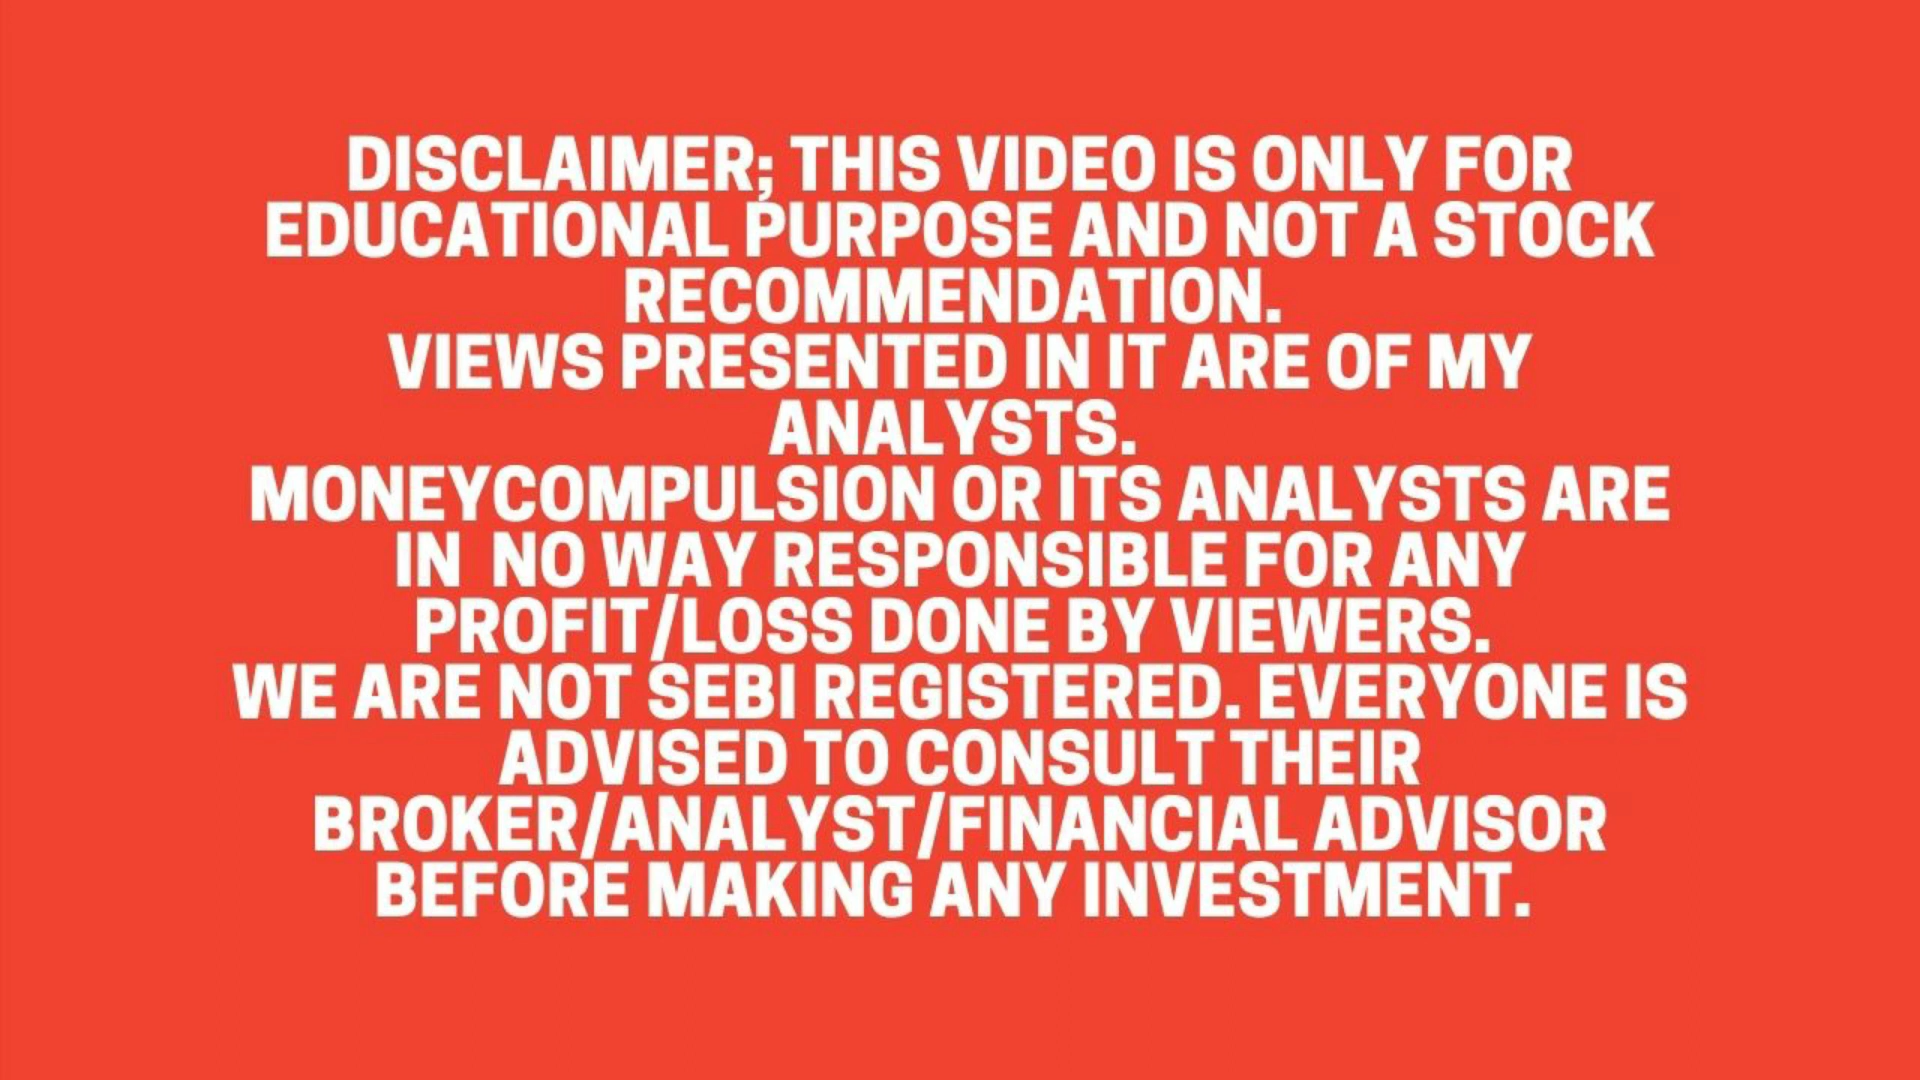 DISCLAIMER; THIS VIDEO IS ONLY FOR
EDUCATIONAL PURPOSE AND NOT A STOCK
RECOMMENDATION.
VIEWS PRESENTED IN IT ARE OF MY
ANALYSTS.
MONEYCOMPULSION OR ITS ANALYSTS ARE
IN NO WAY RESPONSIBLE FOR ANY
PROFIT/LOSS DONE BY VIEWERS.
WE ARE NOT SEBI REGISTERED. EVERYONE IS
ADVISED TO CONSULT THEIR
BROKER/ANALYST/FINANCIAL ADVISOR
BEFORE MAKING ANY INVESTMENT.